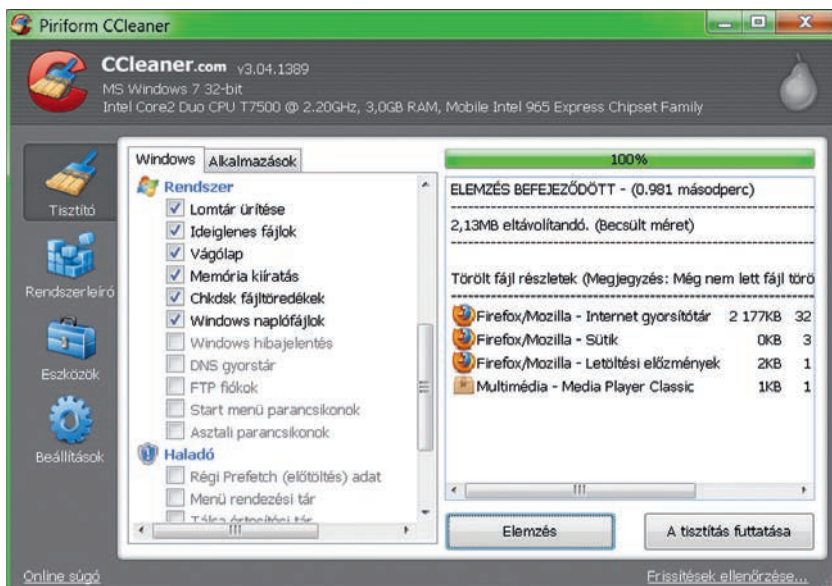 Piriform CCleaner
CCleaner.com v3.04.1389
MS Windows 7 32-bit
Intel Core2 Duo CPU T7500 @ 2.20GHz, 3,0GB RAM, Mobile Intel 965 Express Chipset Family
Tisztító
Rendszerleíró
Eszközök
Beállítások
Windows
Alkalmazások
Rendszer
Lomtár ürítése
Ideiglenes fájlok
Vágólap
Memória kiíratás
Chkdsk fájltöredékek
Windows naplófájlok
Windows hibajelentés
DNS gyorstár
FTP fiókok
Start menü parancsikonok
Asztali parancsikonok
Haladó
Régi Prefetch (előtöltés) adat
Menü rendezési tár
Tálca értesítési tár
100%
ELEMZÉS BEFEJEZŐDÖTT - (0.981 másodperc)
2,13MB eltávolítandó. (Becsült méret)
Törölt fájl részletek (Megjegyzés: Még nem lett fájl törö
Firefox/Mozilla - Internet gyorsítótár 2 177KB 32
Firefox/Mozilla - Sütik 0KB 3
Firefox/Mozilla - Letöltési előzmények 2KB 1
Multimédia - Media Player Classic 1KB 1
Elemzés
A tisztítás futtatása
Online súgó
Frissítések ellenőrzése...